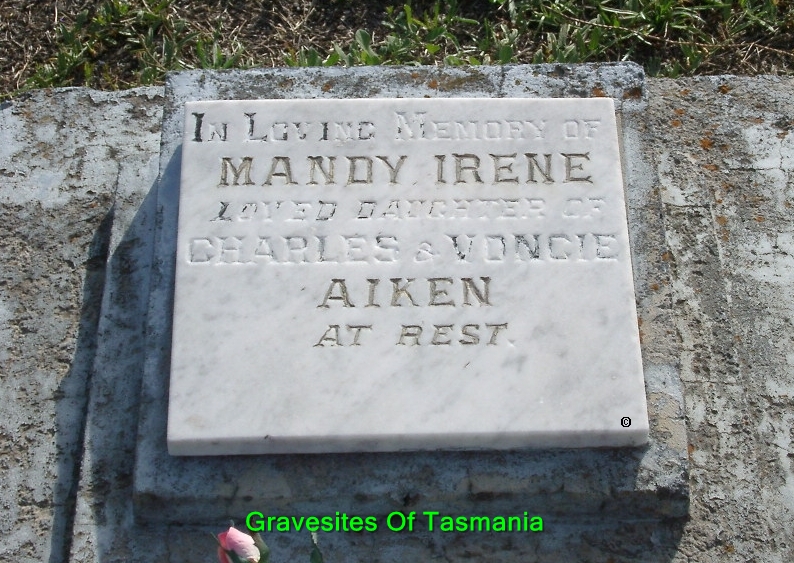 In Loving Memory of
MANDY IRENE
LOVED DAUGHTER OF
CHARLES & VONCIE
AIKEN
AT REST.
©
Gravesites Of Tasmania